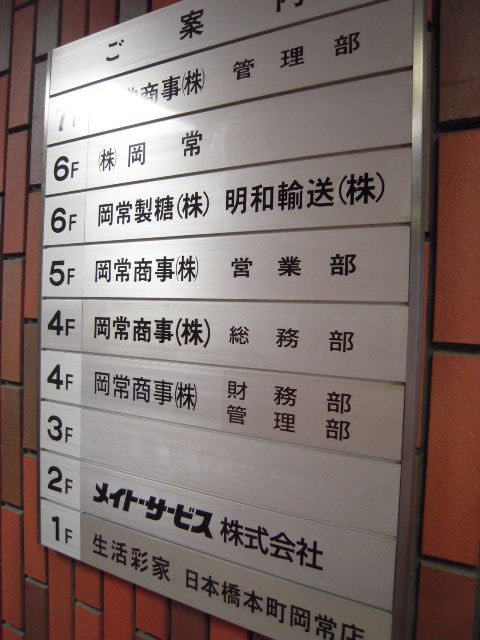 ご案内
7F 岡常商事(株) 管理部
6F (株)岡常
6F 岡常製糖(株) 明和輸送(株)
5F 岡常商事(株) 営業部
4F 岡常商事(株) 総務部
4F 岡常商事(株) 財務部
管理部
3F
2F メイト・サービス株式会社
1F 生活彩家 日本橋本町岡常店